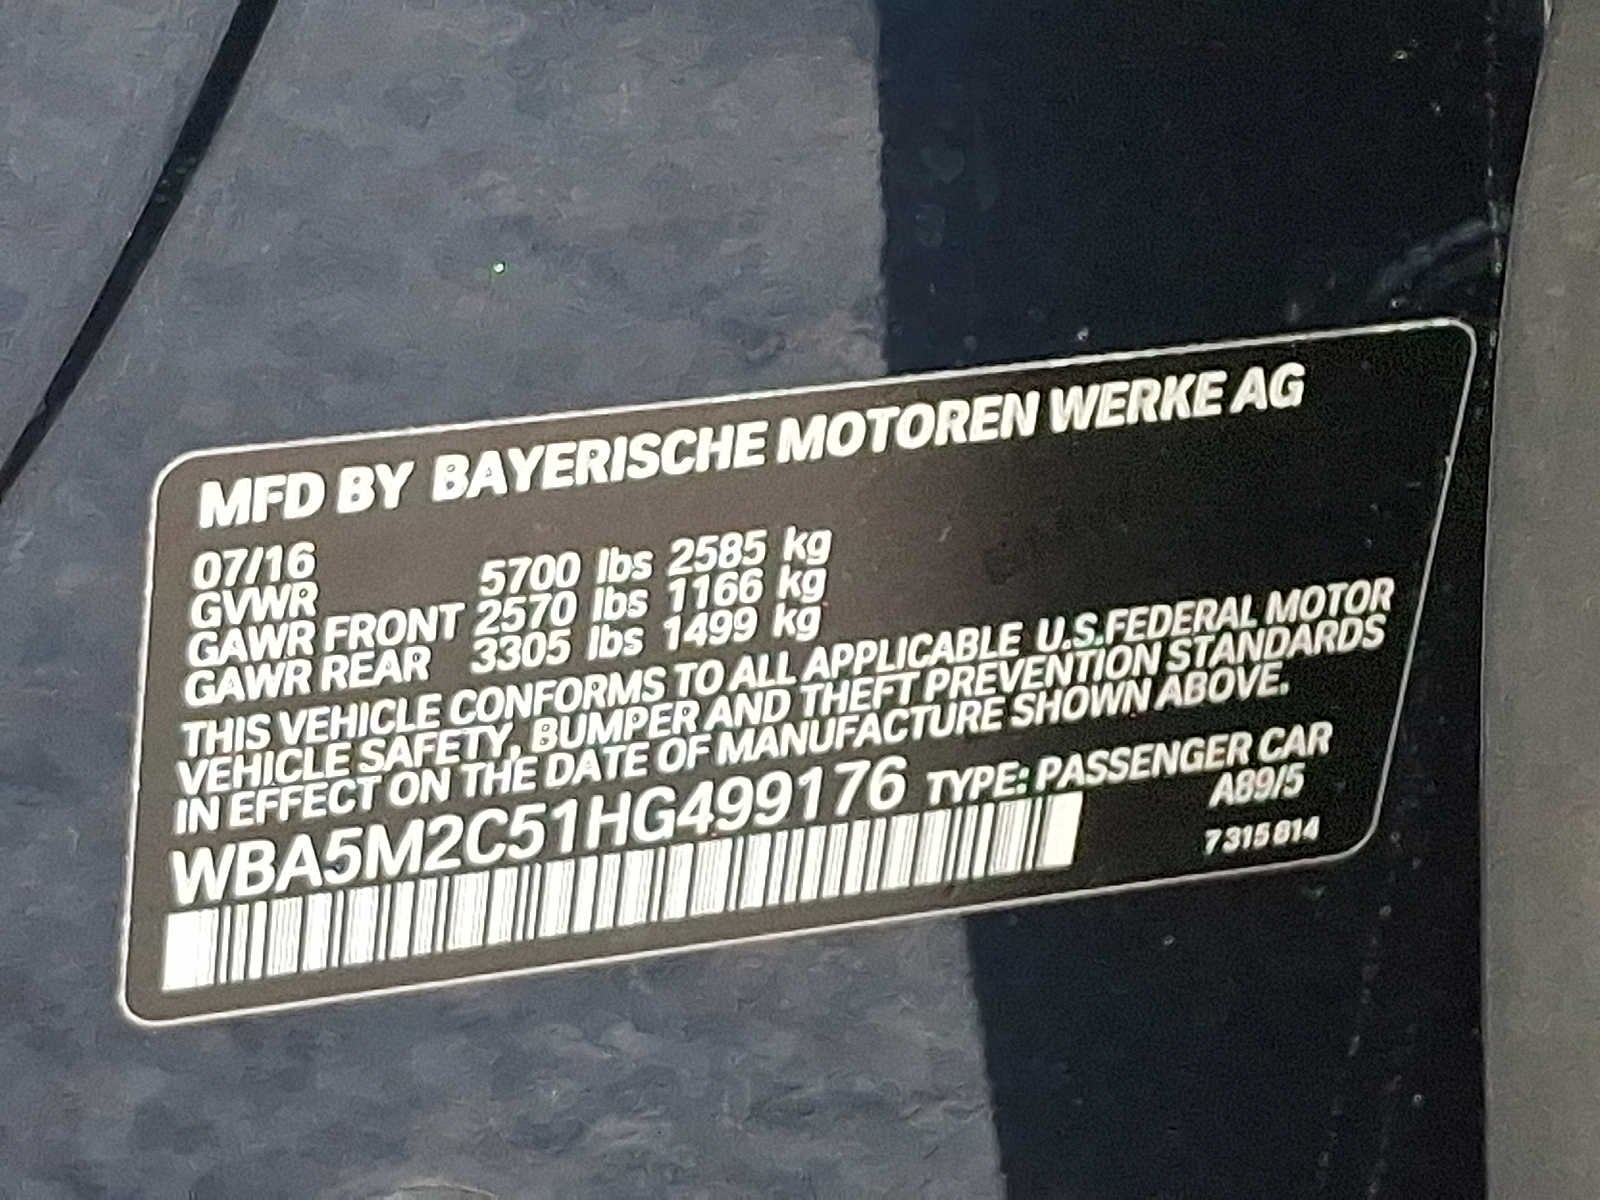 MFD BY BAYERISCHE MOTOREN WERKE AG
07/16
GVWR 5700 lbs 2585 kg
GAWR FRONT 2570 lbs 1166 kg
GAWR REAR 3305 lbs 1499 kg
THIS VEHICLE CONFORMS TO ALL APPLICABLE U.S.FEDERAL MOTOR
VEHICLE SAFETY, BUMPER AND THEFT PREVENTION STANDARDS
IN EFFECT ON THE DATE OF MANUFACTURE SHOWN ABOVE.
WBA5M2C51HG499176 TYPE: PASSENGER CAR
A89/5
7 315 814